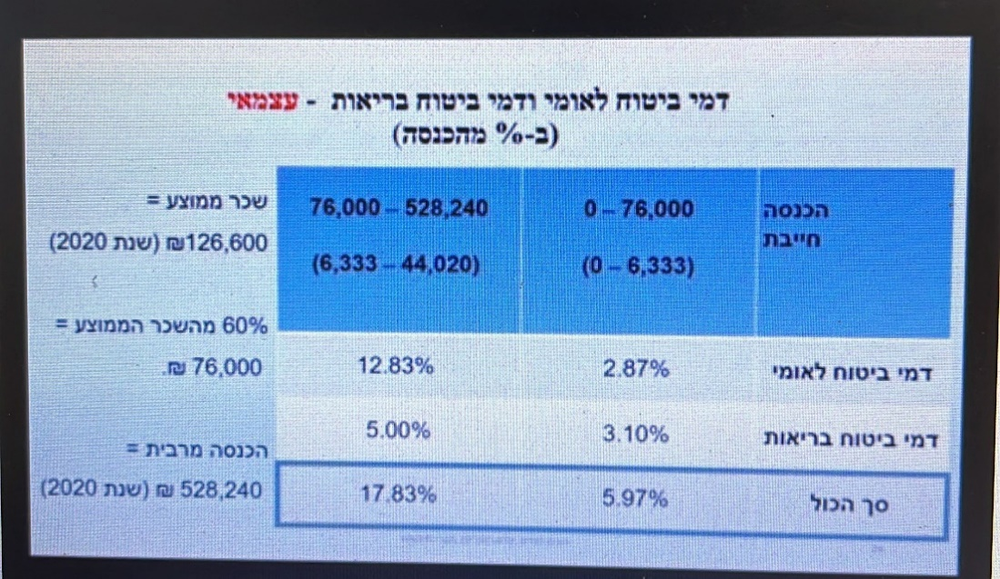 דמי ביטוח לאומי ודמי ביטוח בריאות - עצמאי
(ב-% מהכנסה)
הכנסה חייבת
0 – 76,000
(0 – 6,333)
76,000 – 528,240
(6,333 – 44,020)
דמי ביטוח לאומי 2.87% 12.83%
דמי ביטוח בריאות 3.10% 5.00%
סך הכול 5.97% 17.83%
שכר ממוצע =
126,600₪ (שנת 2020)
60% מהשכר הממוצע =
76,000 ₪.
הכנסה מרבית =
528,240 ₪ (שנת 2020)